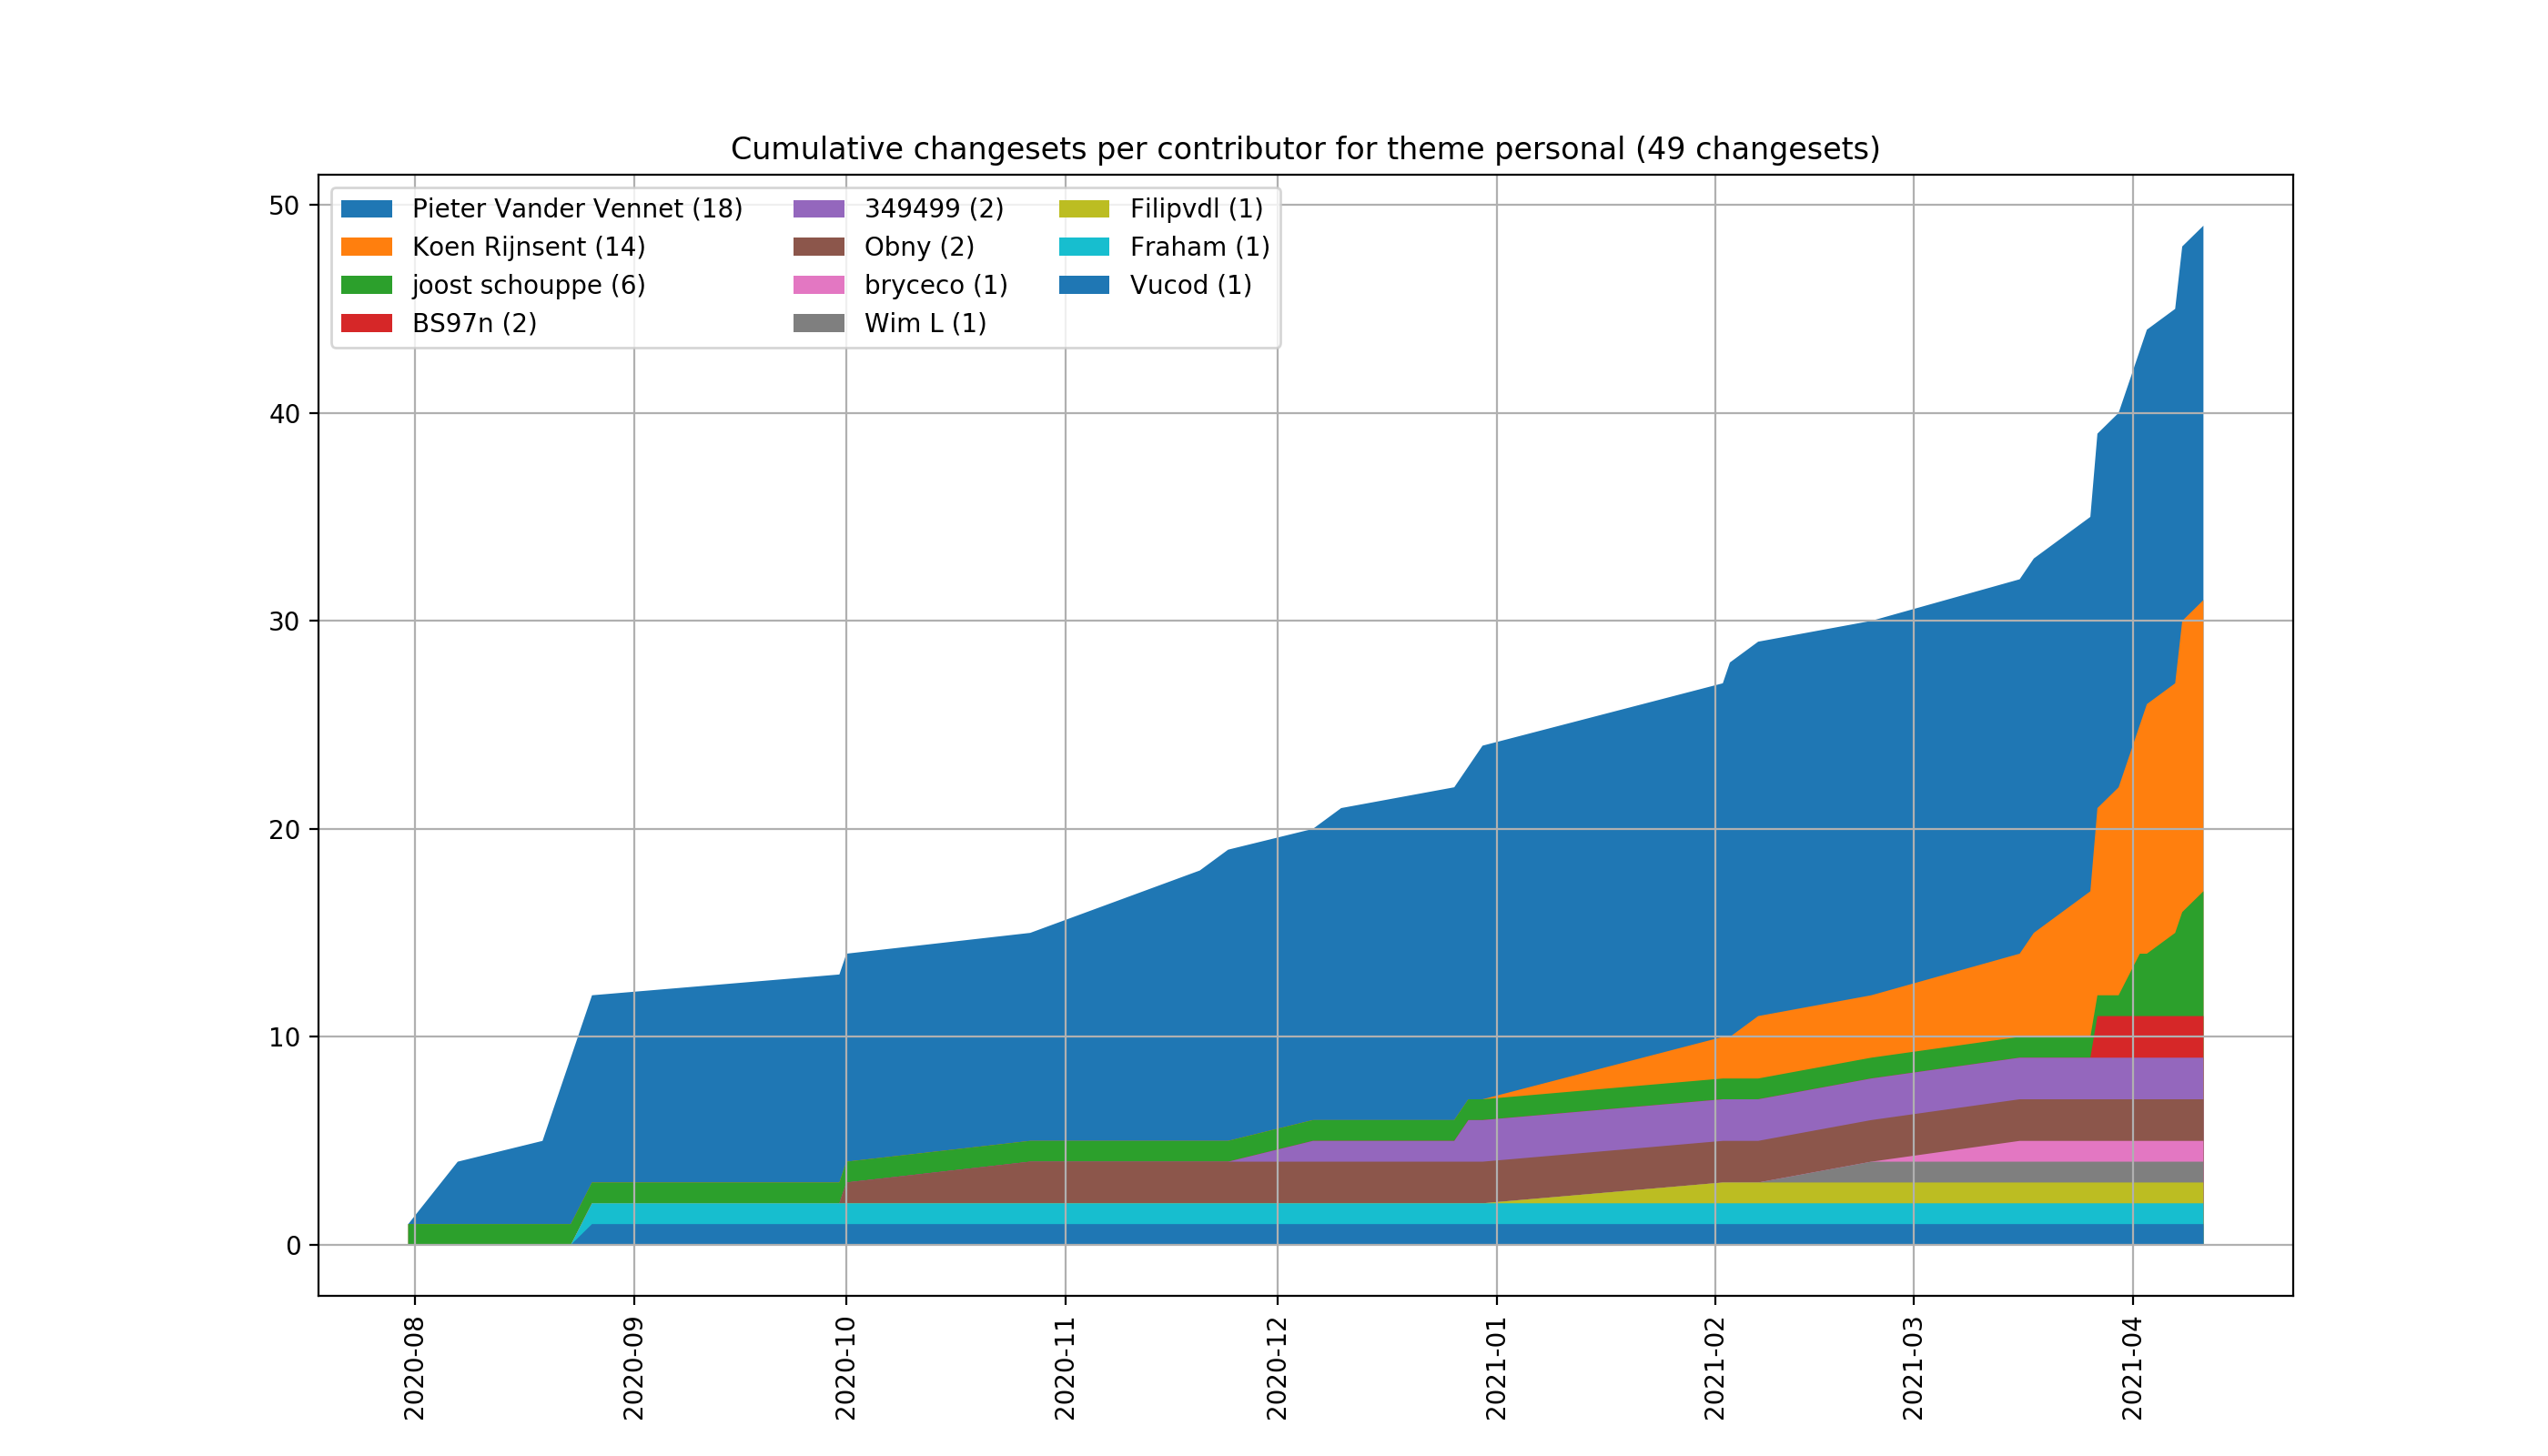 Cumulative changesets per contributor for theme personal (49 changesets)
Pieter Vander Vennet (18)
Koen Rijnsent (14)
joost schouppe (6)
BS97n (2)
349499 (2)
Obny (2)
bryceco (1)
Wim L (1)
Filipvdl (1)
Fraham (1)
Vucod (1)
50
40
30
20
10
0
2020-08
2020-09
2020-10
2020-11
2020-12
2021-01
2021-02
2021-03
2021-04